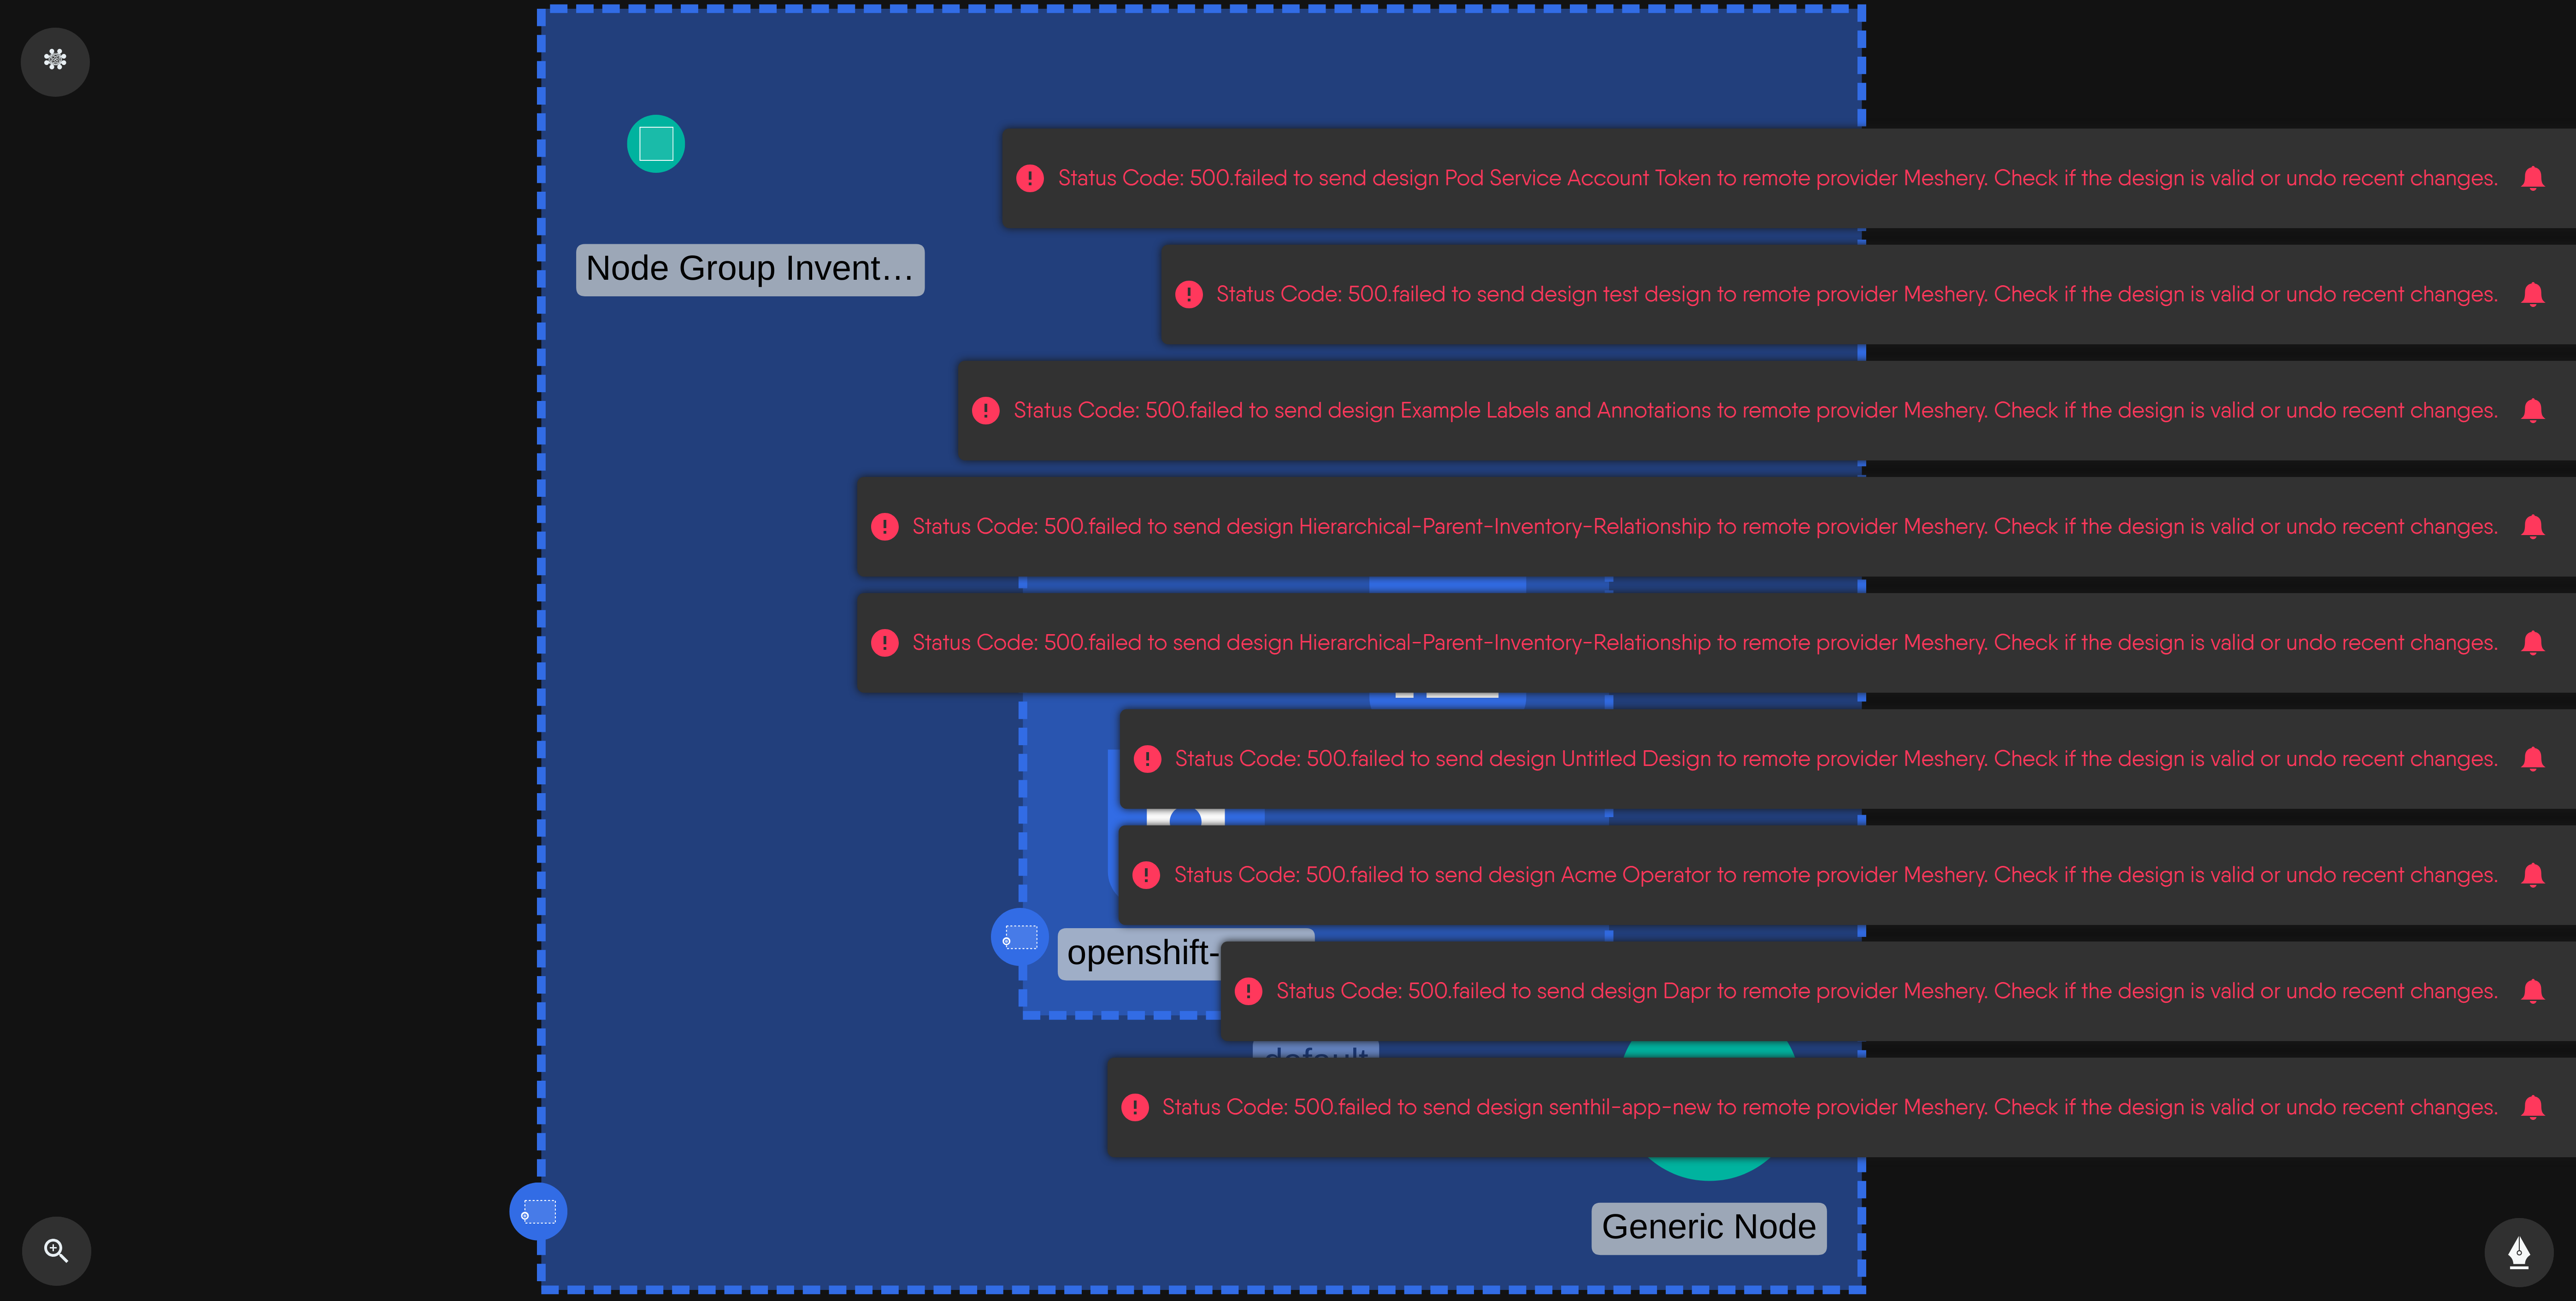 Status Code: 500.failed to send design Pod Service Account Token to remote provider Meshery. Check if the design is valid or undo recent changes.
Node Group Invent…
Status Code: 500.failed to send design test design to remote provider Meshery. Check if the design is valid or undo recent changes.
Status Code: 500.failed to send design Example Labels and Annotations to remote provider Meshery. Check if the design is valid or undo recent changes.
Status Code: 500.failed to send design Hierarchical-Parent-Inventory-Relationship to remote provider Meshery. Check if the design is valid or undo recent changes.
Status Code: 500.failed to send design Hierarchical-Parent-Inventory-Relationship to remote provider Meshery. Check if the design is valid or undo recent changes.
Status Code: 500.failed to send design Untitled Design to remote provider Meshery. Check if the design is valid or undo recent changes.
Status Code: 500.failed to send design Acme Operator to remote provider Meshery. Check if the design is valid or undo recent changes.
openshift-
Status Code: 500.failed to send design Dapr to remote provider Meshery. Check if the design is valid or undo recent changes.
default
Status Code: 500.failed to send design senthil-app-new to remote provider Meshery. Check if the design is valid or undo recent changes.
Generic Node